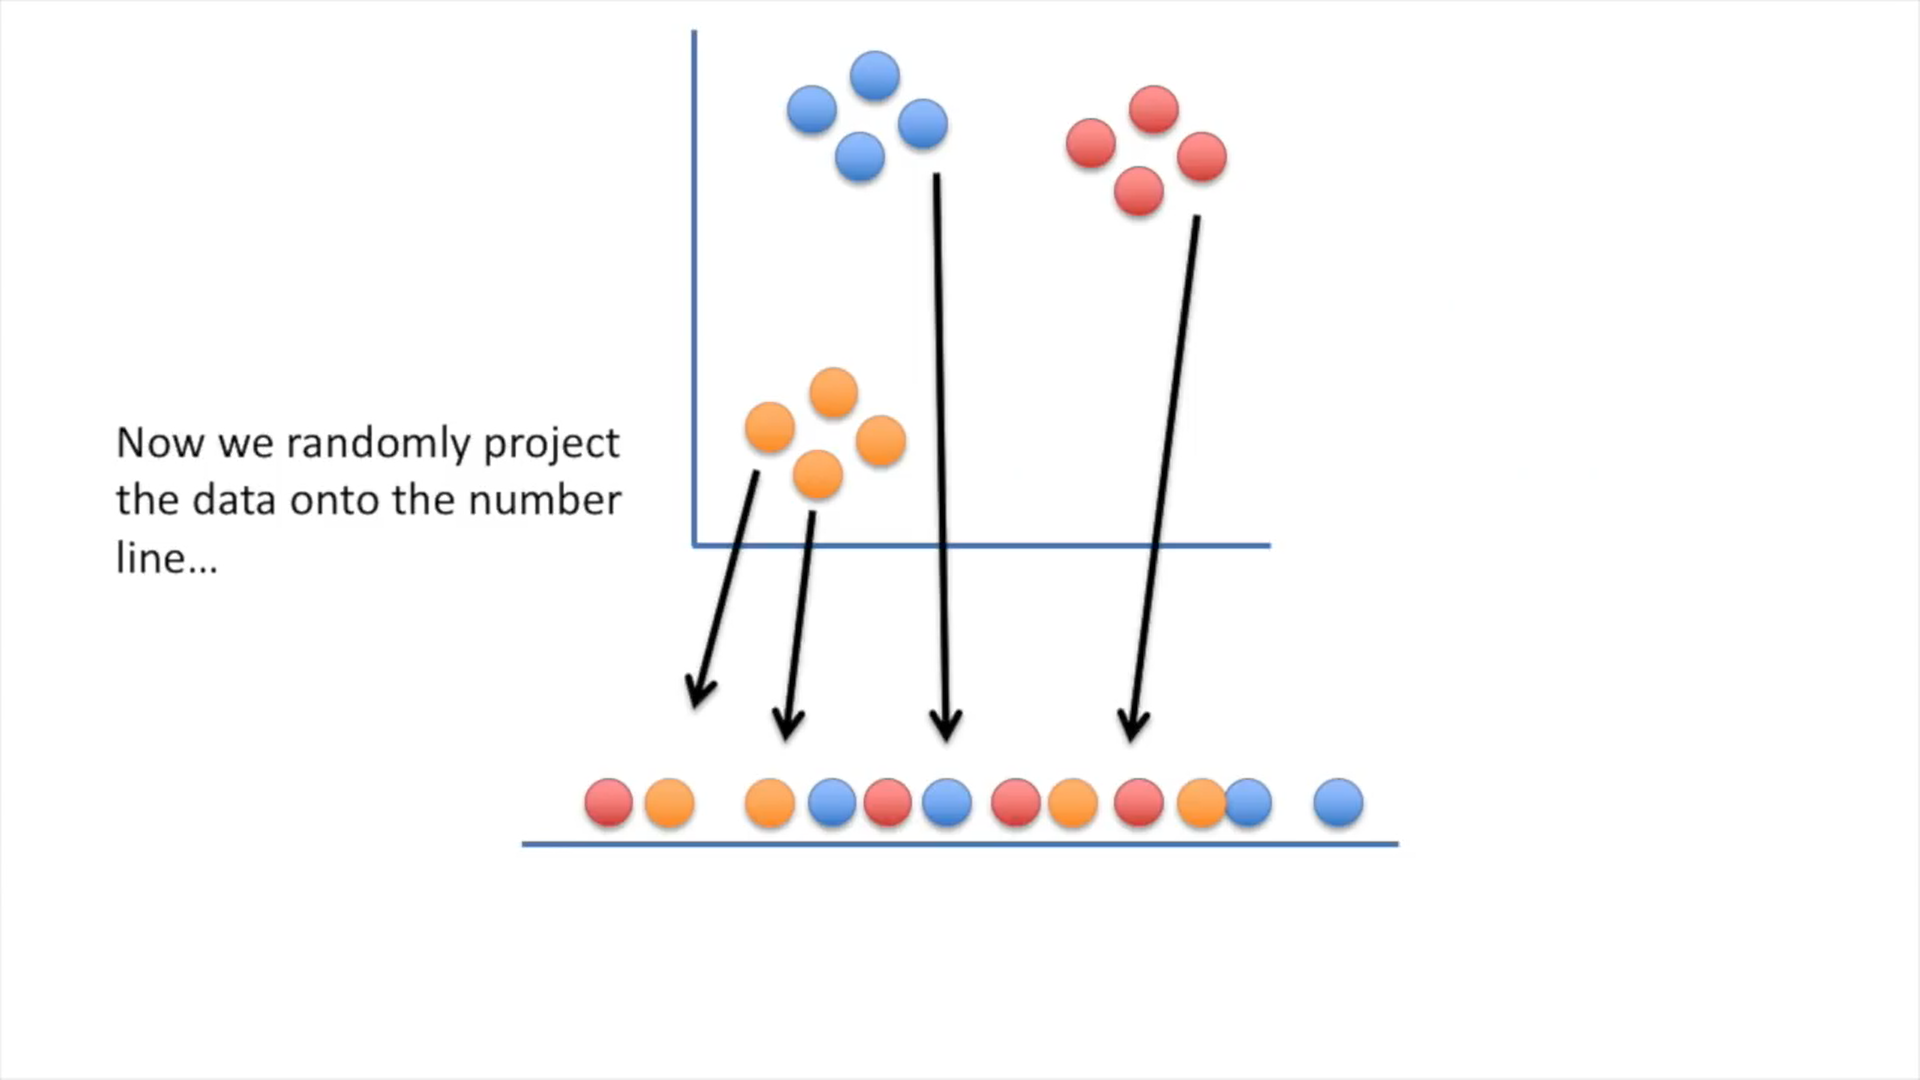 Now we randomly project
the data onto the number
line...